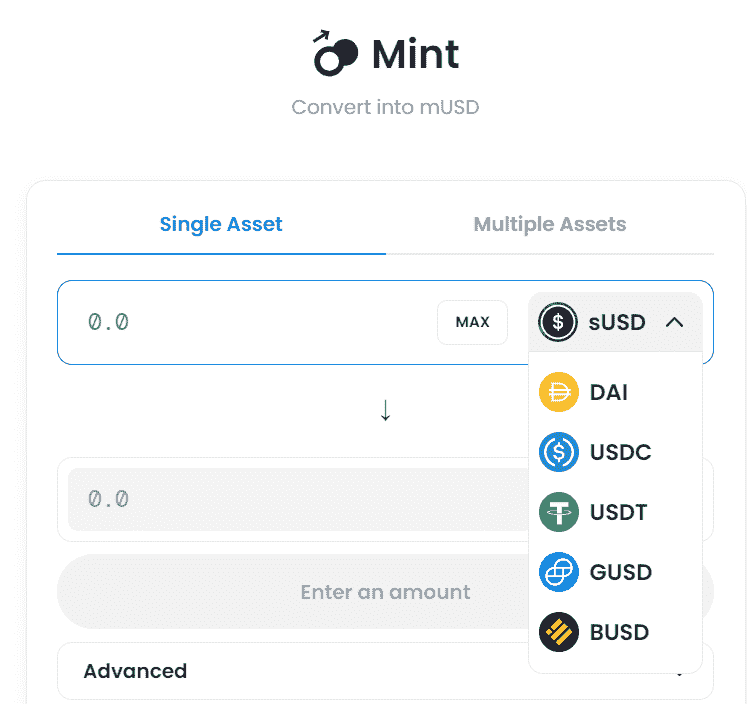 Mint
Convert into mUSD
Single Asset Multiple Assets
0.0 MAX sUSD
DAI
USDC
0.0
USDT
GUSD
Enter an amount
BUSD
Advanced